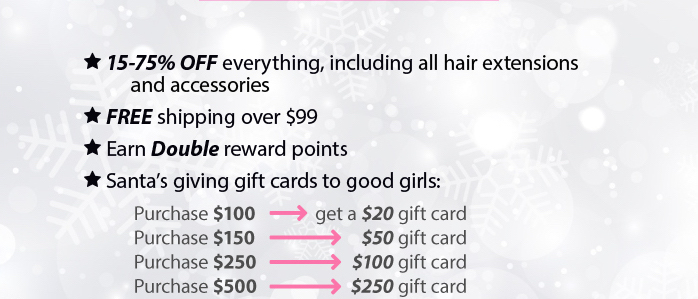 ★ 15-75% OFF everything, including all hair extensions
and accessories
★ FREE shipping over $99
★ Earn Double reward points
★ Santa's giving gift cards to good girls:
Purchase $100 → get a $20 gift card
Purchase $150 → $50 gift card
Purchase $250 → $100 gift card
Purchase $500 → $250 gift card